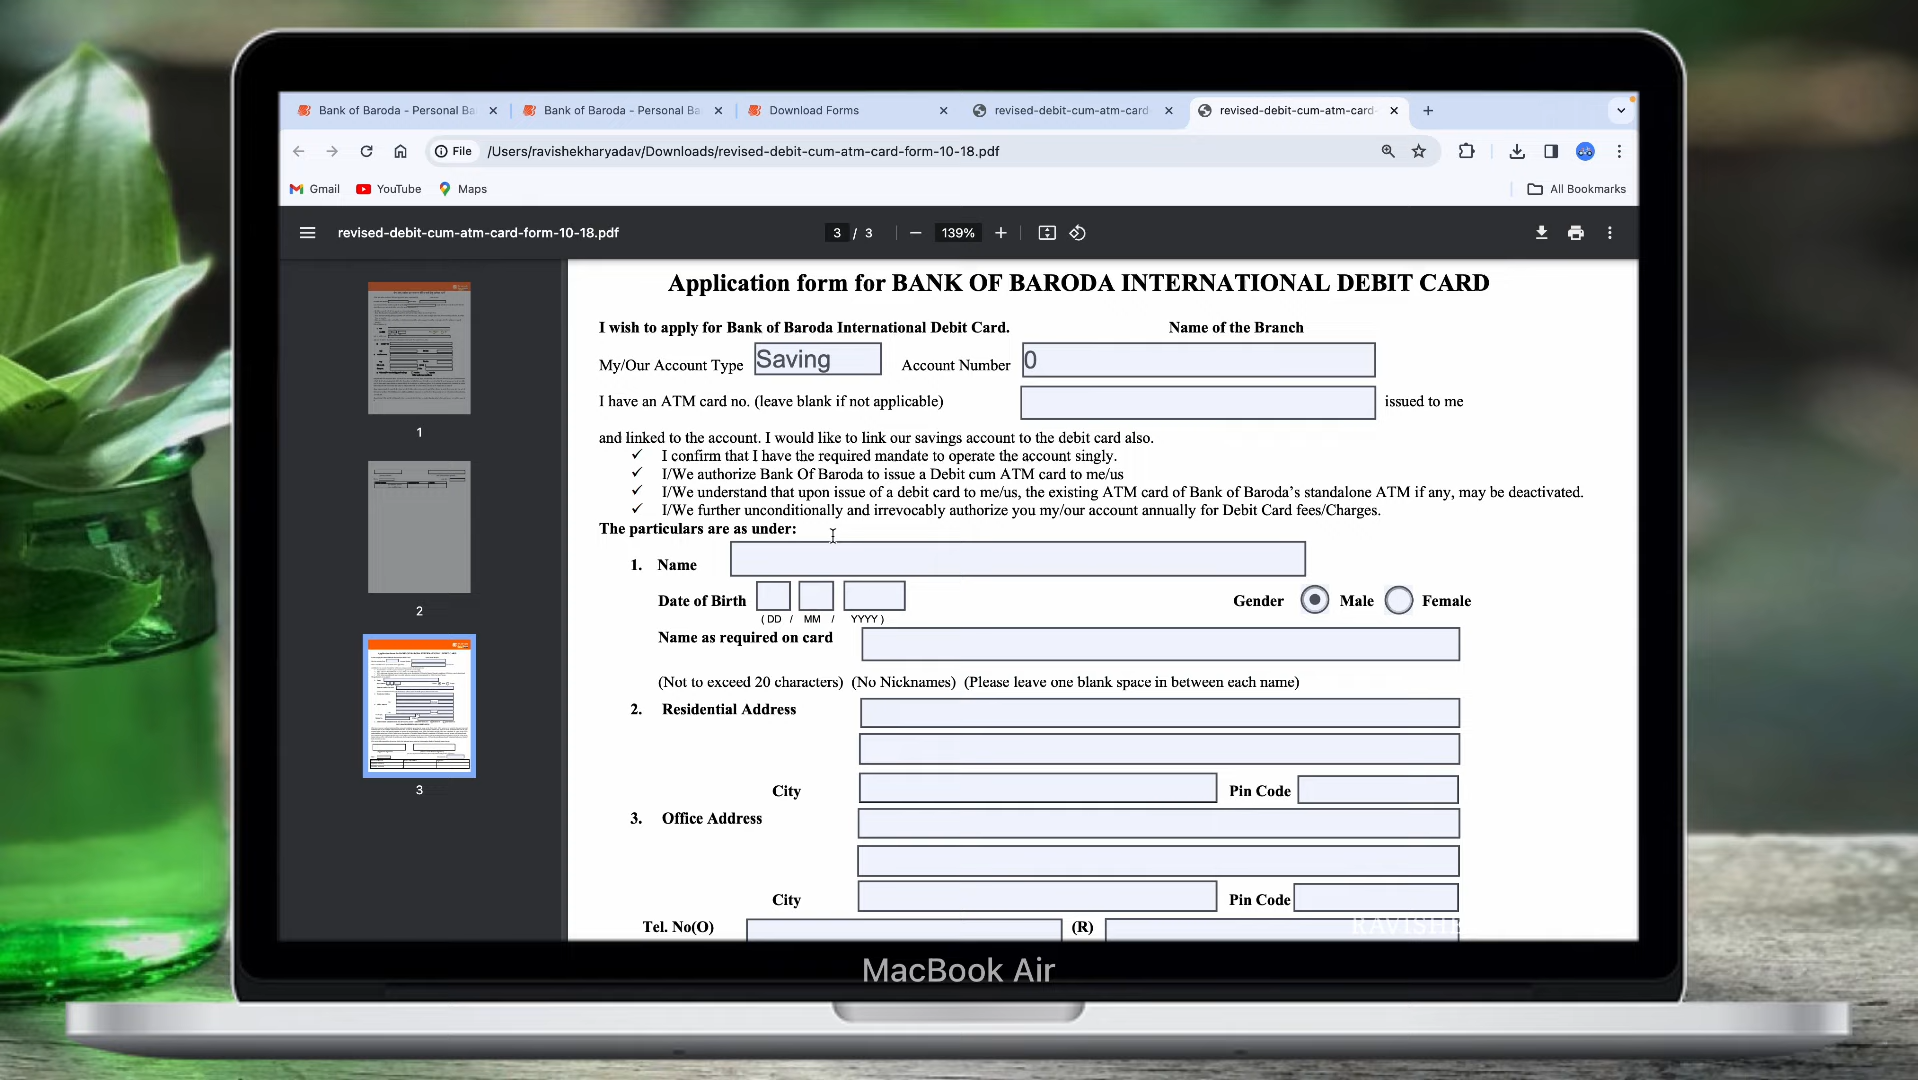 Bank of Baroda - Personal Ba
Bank of Baroda - Personal Ba
Download Forms
revised-debit-cum-atm-card-
revised-debit-cum-atm-card-
File /Users/ravishekharyadav/Downloads/revised-debit-cum-atm-card-form-10-18.pdf
Gmail YouTube Maps All Bookmarks
revised-debit-cum-atm-card-form-10-18.pdf 3 / 3 139%
1
2
3
Application form for BANK OF BARODA INTERNATIONAL DEBIT CARD
I wish to apply for Bank of Baroda International Debit Card. Name of the Branch
My/Our Account Type Saving Account Number 0
I have an ATM card no. (leave blank if not applicable) issued to me
and linked to the account. I would like to link our savings account to the debit card also.
✓ I confirm that I have the required mandate to operate the account singly.
✓ I/We authorize Bank Of Baroda to issue a Debit cum ATM card to me/us
✓ I/We understand that upon issue of a debit card to me/us, the existing ATM card of Bank of Baroda's standalone ATM if any, may be deactivated.
✓ I/We further unconditionally and irrevocably authorize you my/our account annually for Debit Card fees/Charges.
The particulars are as under:
1. Name
Date of Birth Gender Male Female
( DD / MM / YYYY )
Name as required on card
(Not to exceed 20 characters) (No Nicknames) (Please leave one blank space in between each name)
2. Residential Address
City Pin Code
3. Office Address
City Pin Code
Tel. No(O) (R)
RAVISHE
MacBook Air